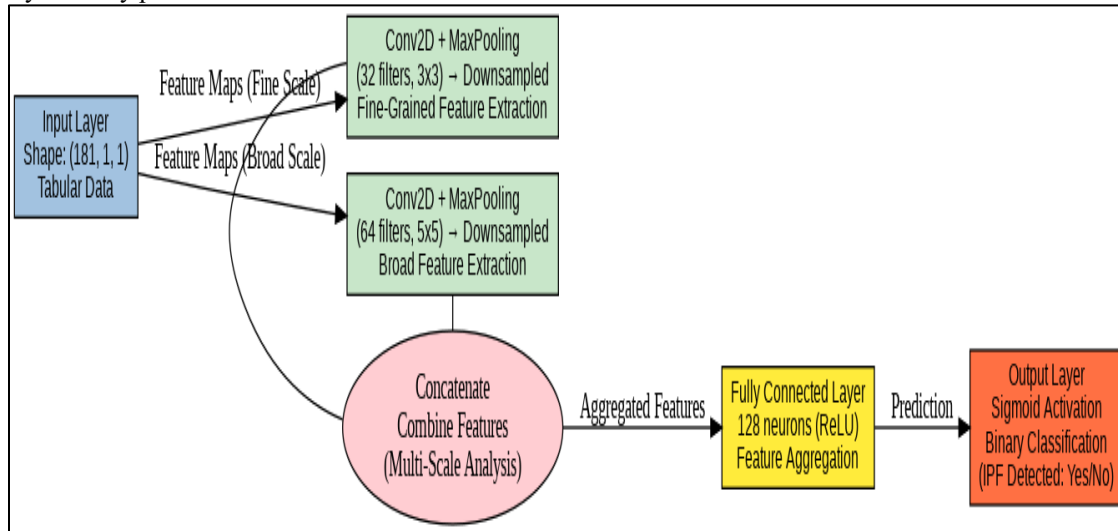 Input Layer
Shape: (181, 1, 1)
Tabular Data
Feature Maps (Fine Scale)
Feature Maps (Broad Scale)
Conv2D + MaxPooling
(32 filters, 3x3) → Downsampled
Fine-Grained Feature Extraction
Conv2D + MaxPooling
(64 filters, 5x5) → Downsampled
Broad Feature Extraction
Concatenate
Combine Features
(Multi-Scale Analysis)
Aggregated Features
Fully Connected Layer
128 neurons (ReLU)
Feature Aggregation
Prediction
Output Layer
Sigmoid Activation
Binary Classification
(IPF Detected: Yes/No)